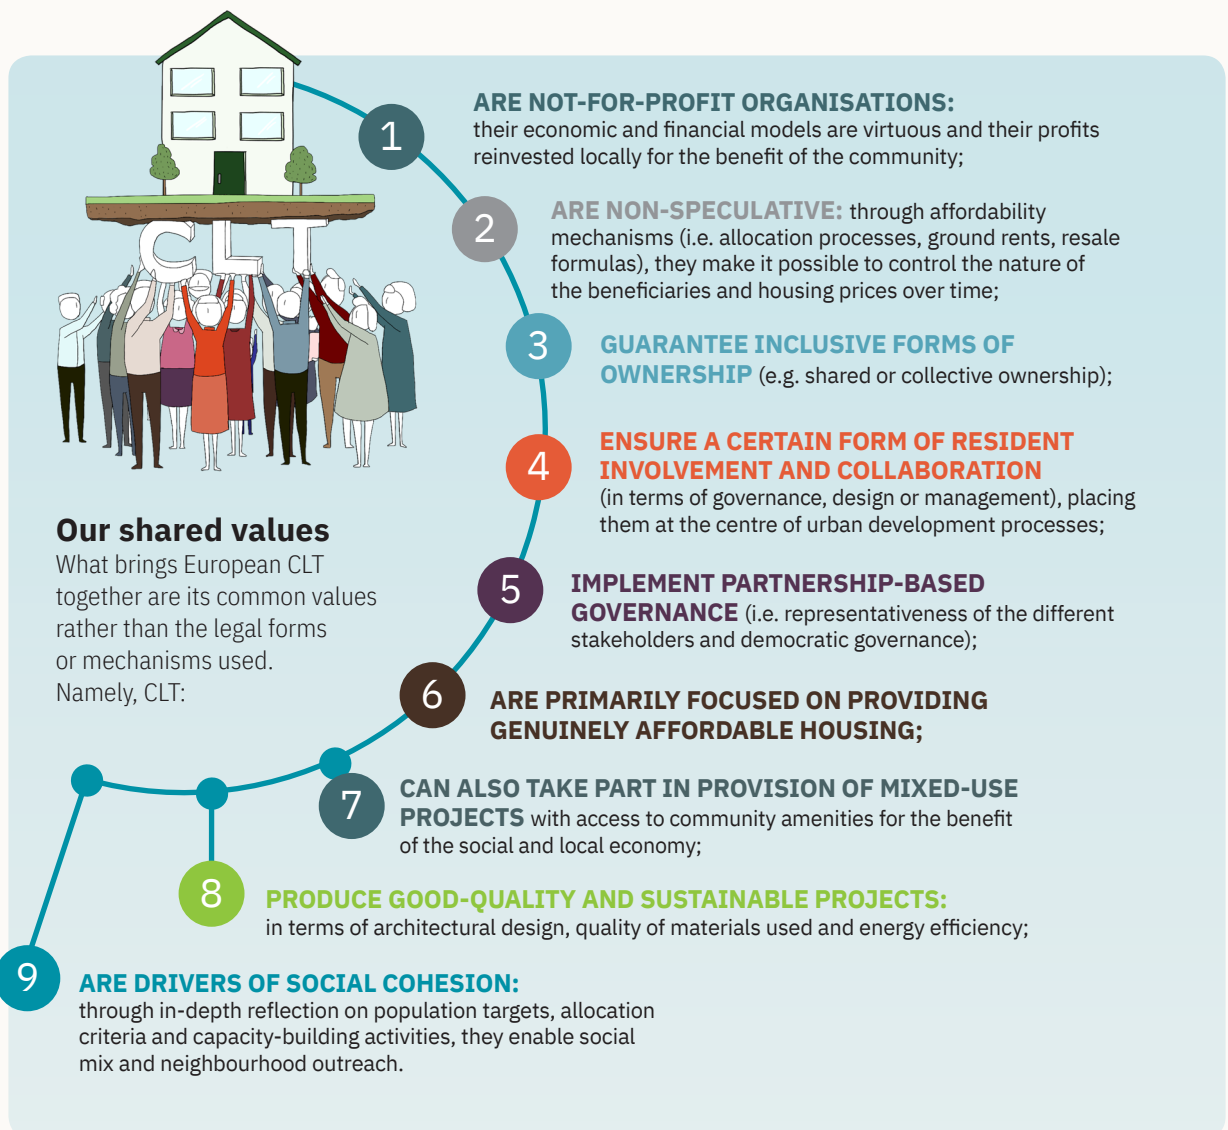 CLT
Our shared values
What brings European CLT
together are its common values
rather than the legal forms
or mechanisms used.
Namely, CLT:
1
ARE NOT-FOR-PROFIT ORGANISATIONS:
their economic and financial models are virtuous and their profits
reinvested locally for the benefit of the community;
2
ARE NON-SPECULATIVE: through affordability
mechanisms (i.e. allocation processes, ground rents, resale
formulas), they make it possible to control the nature of
the beneficiaries and housing prices over time;
3
GUARANTEE INCLUSIVE FORMS OF
OWNERSHIP (e.g. shared or collective ownership);
4
ENSURE A CERTAIN FORM OF RESIDENT
INVOLVEMENT AND COLLABORATION
(in terms of governance, design or management), placing
them at the centre of urban development processes;
5
IMPLEMENT PARTNERSHIP-BASED
GOVERNANCE (i.e. representativeness of the different
stakeholders and democratic governance);
6
ARE PRIMARILY FOCUSED ON PROVIDING
GENUINELY AFFORDABLE HOUSING;
7
CAN ALSO TAKE PART IN PROVISION OF MIXED-USE
PROJECTS with access to community amenities for the benefit
of the social and local economy;
8
PRODUCE GOOD-QUALITY AND SUSTAINABLE PROJECTS:
in terms of architectural design, quality of materials used and energy efficiency;
9
ARE DRIVERS OF SOCIAL COHESION:
through in-depth reflection on population targets, allocation
criteria and capacity-building activities, they enable social
mix and neighbourhood outreach.